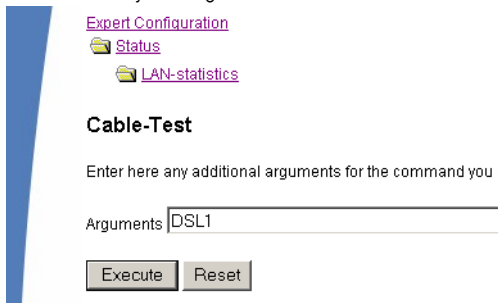 Expert Configuration
Status
LAN-statistics
Cable-Test
Enter here any additional arguments for the command you
Arguments DSL1
Execute Reset